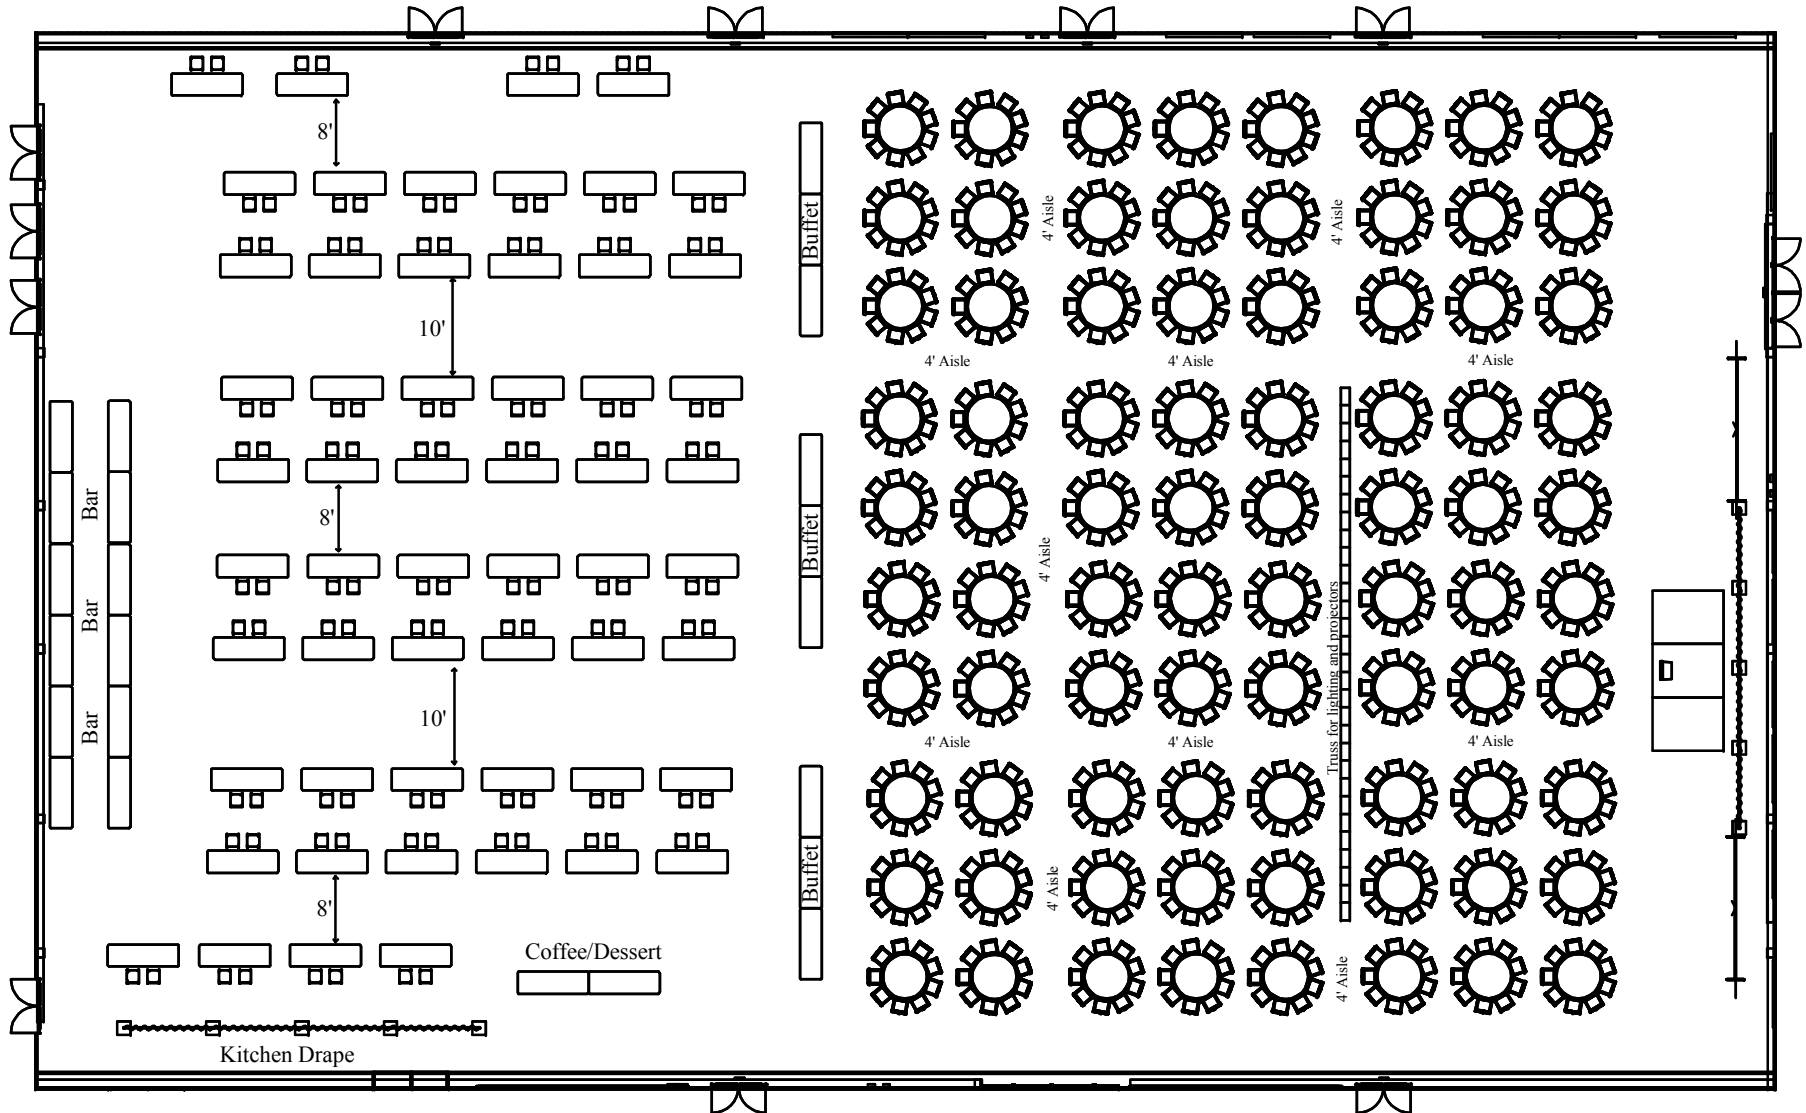 8'
Buffet
4' Aisle
4' Aisle
10'
4' Aisle
4' Aisle
4' Aisle
Bar
8'
Buffet
4' Aisle
Bar
Truss for lighting and projectors
Bar
10'
4' Aisle
4' Aisle
4' Aisle
8'
Buffet
4' Aisle
Coffee/Dessert
4' Aisle
Kitchen Drape